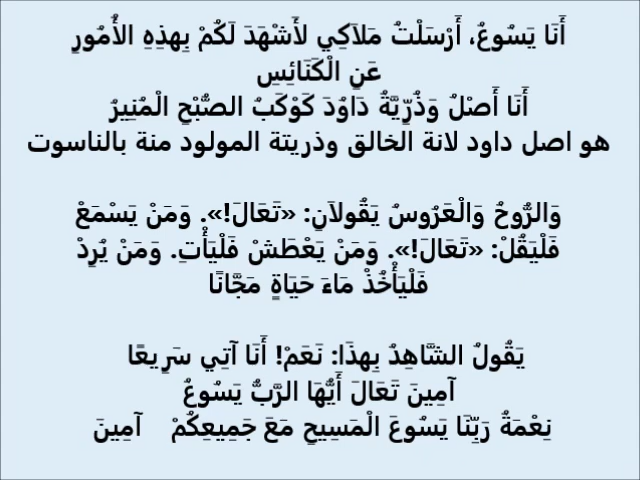 أَنَا يَسُوعُ، أَرْسَلْتُ مَلاَكِي لأَشْهَدَ لَكُمْ بِهذِهِ الأُمُورِ
عَنِ الْكَنَائِسِ
أَنَا أَصْلُ وَذُرِّيَّةُ دَاوُدَ كَوْكَبُ الصُّبْحِ الْمُنِيرُ
هو اصل داود لانة الخالق وذريتة المولود منة بالناسوت
وَالرُّوحُ وَالْعَرُوسُ يَقُولاَنِ: «تَعَالَ!». وَمَنْ يَسْمَعْ
فَلْيَقُلْ: «تَعَالَ!». وَمَنْ يَعْطَشْ فَلْيَأْتِ. وَمَنْ يُرِدْ
فَلْيَأْخُذْ مَاءَ حَيَاةٍ مَجَّانًا
يَقُولُ الشَّاهِدُ بِهذَا: نَعَمْ! أَنَا آتِي سَرِيعًا
آمِينَ تَعَالَ أَيُّهَا الرَّبُّ يَسُوعُ
نِعْمَةُ رَبِّنَا يَسُوعَ الْمَسِيحِ مَعَ جَمِيعِكُمْ آمِينَ